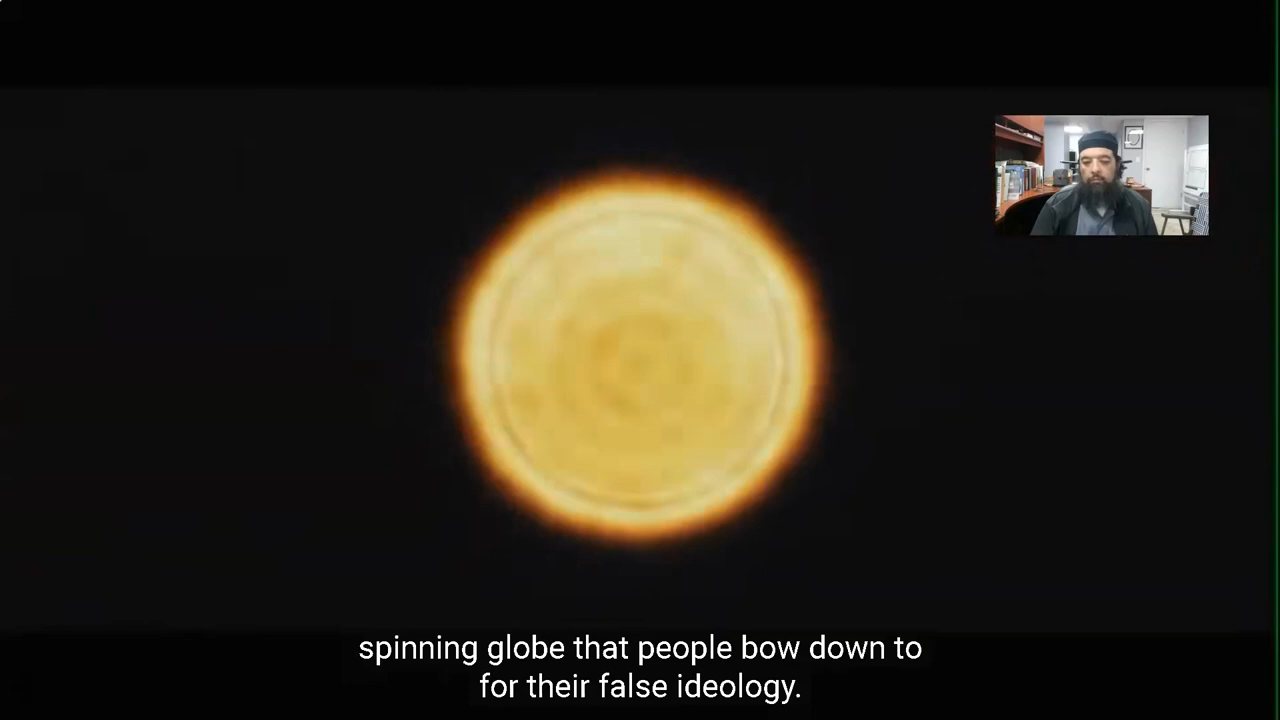 spinning globe that people bow down to
for their false ideology.